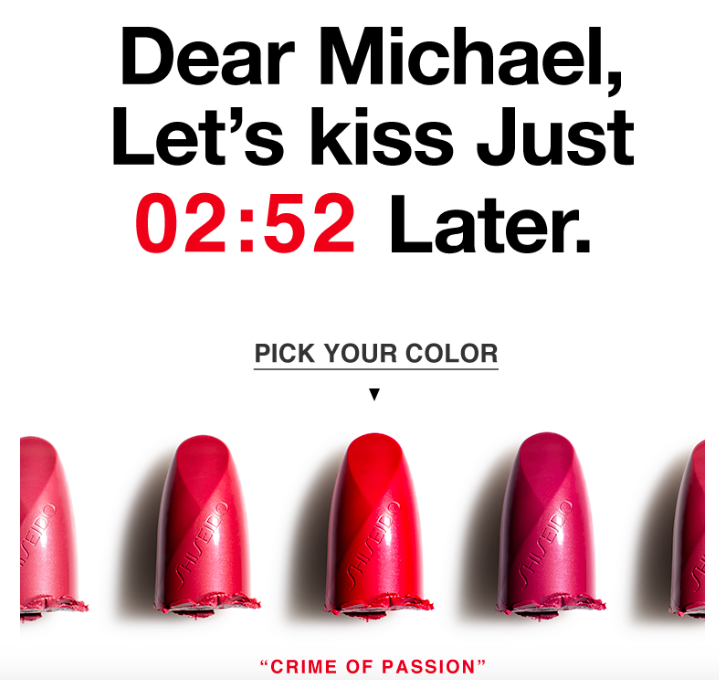 Dear Michael,
Let’s kiss Just
02:52 Later.
PICK YOUR COLOR
SHISEIDO
SHISEIDO
SHISEIDO
SHISEIDO
“CRIME OF PASSION”